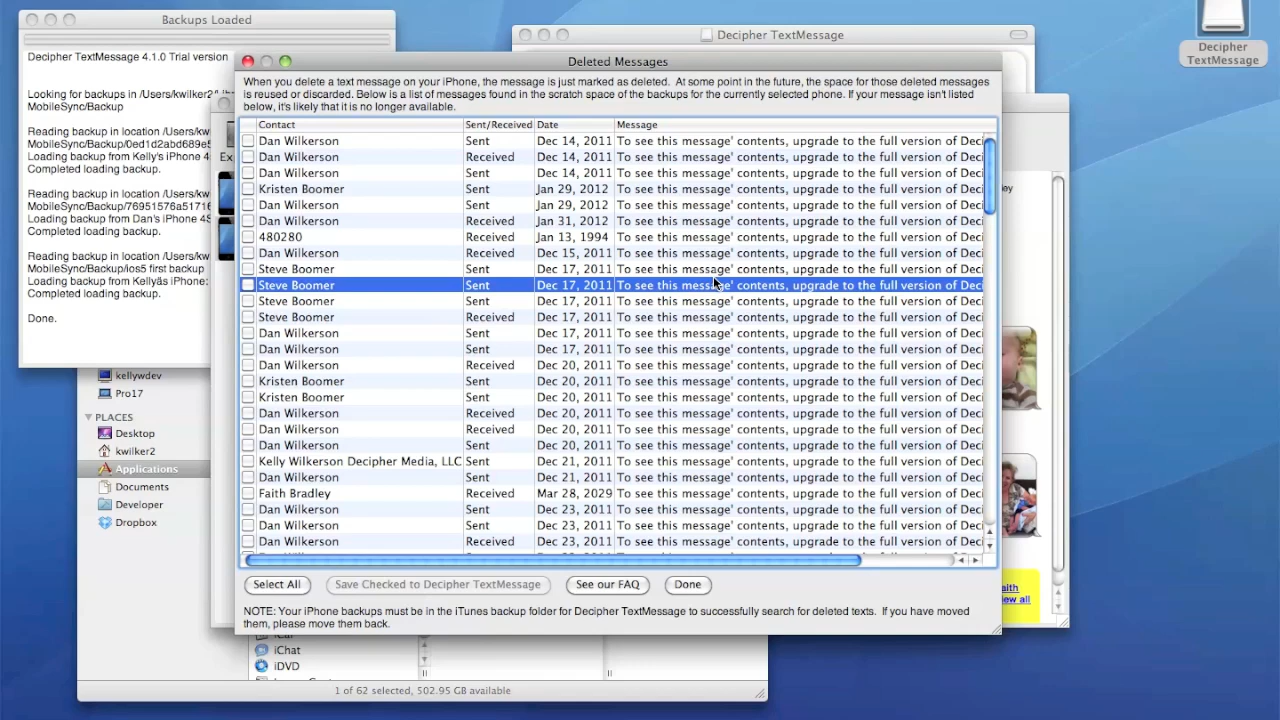 Backups Loaded
Decipher TextMessage 4.1.0 Trial version
Looking for backups in /Users/kwilker2/
MobileSync/Backup
Reading backup in location /Users/kw
MobileSync/Backup/0ed1d2abd689e5
Loading backup from Kelly's iPhone 4
Completed loading backup.
Reading backup in location /Users/kw
MobileSync/Backup/76951576a51716
Loading backup from Dan's iPhone 4S
Completed loading backup.
Reading backup in location /Users/kw
MobileSync/Backup/ios5 first backup
Loading backup from Kellyäs iPhone:
Completed loading backup.
Done.
Decipher TextMessage
Decipher
TextMessage
Ex
Deleted Messages
When you delete a text message on your iPhone, the message is just marked as deleted. At some point in the future, the space for those deleted messages
is reused or discarded. Below is a list of messages found in the scratch space of the backups for the currently selected phone. If your message isn't listed
below, it's likely that it is no longer available.
Contact Sent/Received Date Message
Dan Wilkerson Sent Dec 14, 2011 To see this message' contents, upgrade to the full version of Deci
Dan Wilkerson Received Dec 14, 2011 To see this message' contents, upgrade to the full version of Deci
Dan Wilkerson Sent Dec 14, 2011 To see this message' contents, upgrade to the full version of Deci
Kristen Boomer Sent Jan 29, 2012 To see this message' contents, upgrade to the full version of Deci
Dan Wilkerson Sent Jan 29, 2012 To see this message' contents, upgrade to the full version of Deci
Dan Wilkerson Received Jan 31, 2012 To see this message' contents, upgrade to the full version of Deci
480280 Received Jan 13, 1994 To see this message' contents, upgrade to the full version of Deci
Dan Wilkerson Received Dec 15, 2011 To see this message' contents, upgrade to the full version of Deci
Steve Boomer Sent Dec 17, 2011 To see this message' contents, upgrade to the full version of Deci
Steve Boomer Sent Dec 17, 2011 To see this message' contents, upgrade to the full version of Deci
Steve Boomer Sent Dec 17, 2011 To see this message' contents, upgrade to the full version of Deci
Steve Boomer Received Dec 17, 2011 To see this message' contents, upgrade to the full version of Deci
Dan Wilkerson Sent Dec 17, 2011 To see this message' contents, upgrade to the full version of Deci
Dan Wilkerson Sent Dec 17, 2011 To see this message' contents, upgrade to the full version of Deci
Dan Wilkerson Received Dec 20, 2011 To see this message' contents, upgrade to the full version of Deci
Kristen Boomer Sent Dec 20, 2011 To see this message' contents, upgrade to the full version of Deci
Kristen Boomer Sent Dec 20, 2011 To see this message' contents, upgrade to the full version of Deci
Dan Wilkerson Received Dec 20, 2011 To see this message' contents, upgrade to the full version of Deci
Dan Wilkerson Received Dec 20, 2011 To see this message' contents, upgrade to the full version of Deci
Dan Wilkerson Sent Dec 20, 2011 To see this message' contents, upgrade to the full version of Deci
Kelly Wilkerson Decipher Media, LLC Sent Dec 21, 2011 To see this message' contents, upgrade to the full version of Deci
Dan Wilkerson Sent Dec 21, 2011 To see this message' contents, upgrade to the full version of Deci
Faith Bradley Received Mar 28, 2029 To see this message' contents, upgrade to the full version of Deci
Dan Wilkerson Sent Dec 23, 2011 To see this message' contents, upgrade to the full version of Deci
Dan Wilkerson Sent Dec 23, 2011 To see this message' contents, upgrade to the full version of Deci
Dan Wilkerson Received Dec 23, 2011 To see this message' contents, upgrade to the full version of Deci
Select All Save Checked to Decipher TextMessage See our FAQ Done
NOTE: Your iPhone backups must be in the iTunes backup folder for Decipher TextMessage to successfully search for deleted texts. If you have moved
them, please move them back.
ey
aith
iew all
kellywdev
Pro17
PLACES
Desktop
kwilker2
Applications
Documents
Developer
Dropbox
iCal
iChat
iDVD
1 of 62 selected, 502.95 GB available